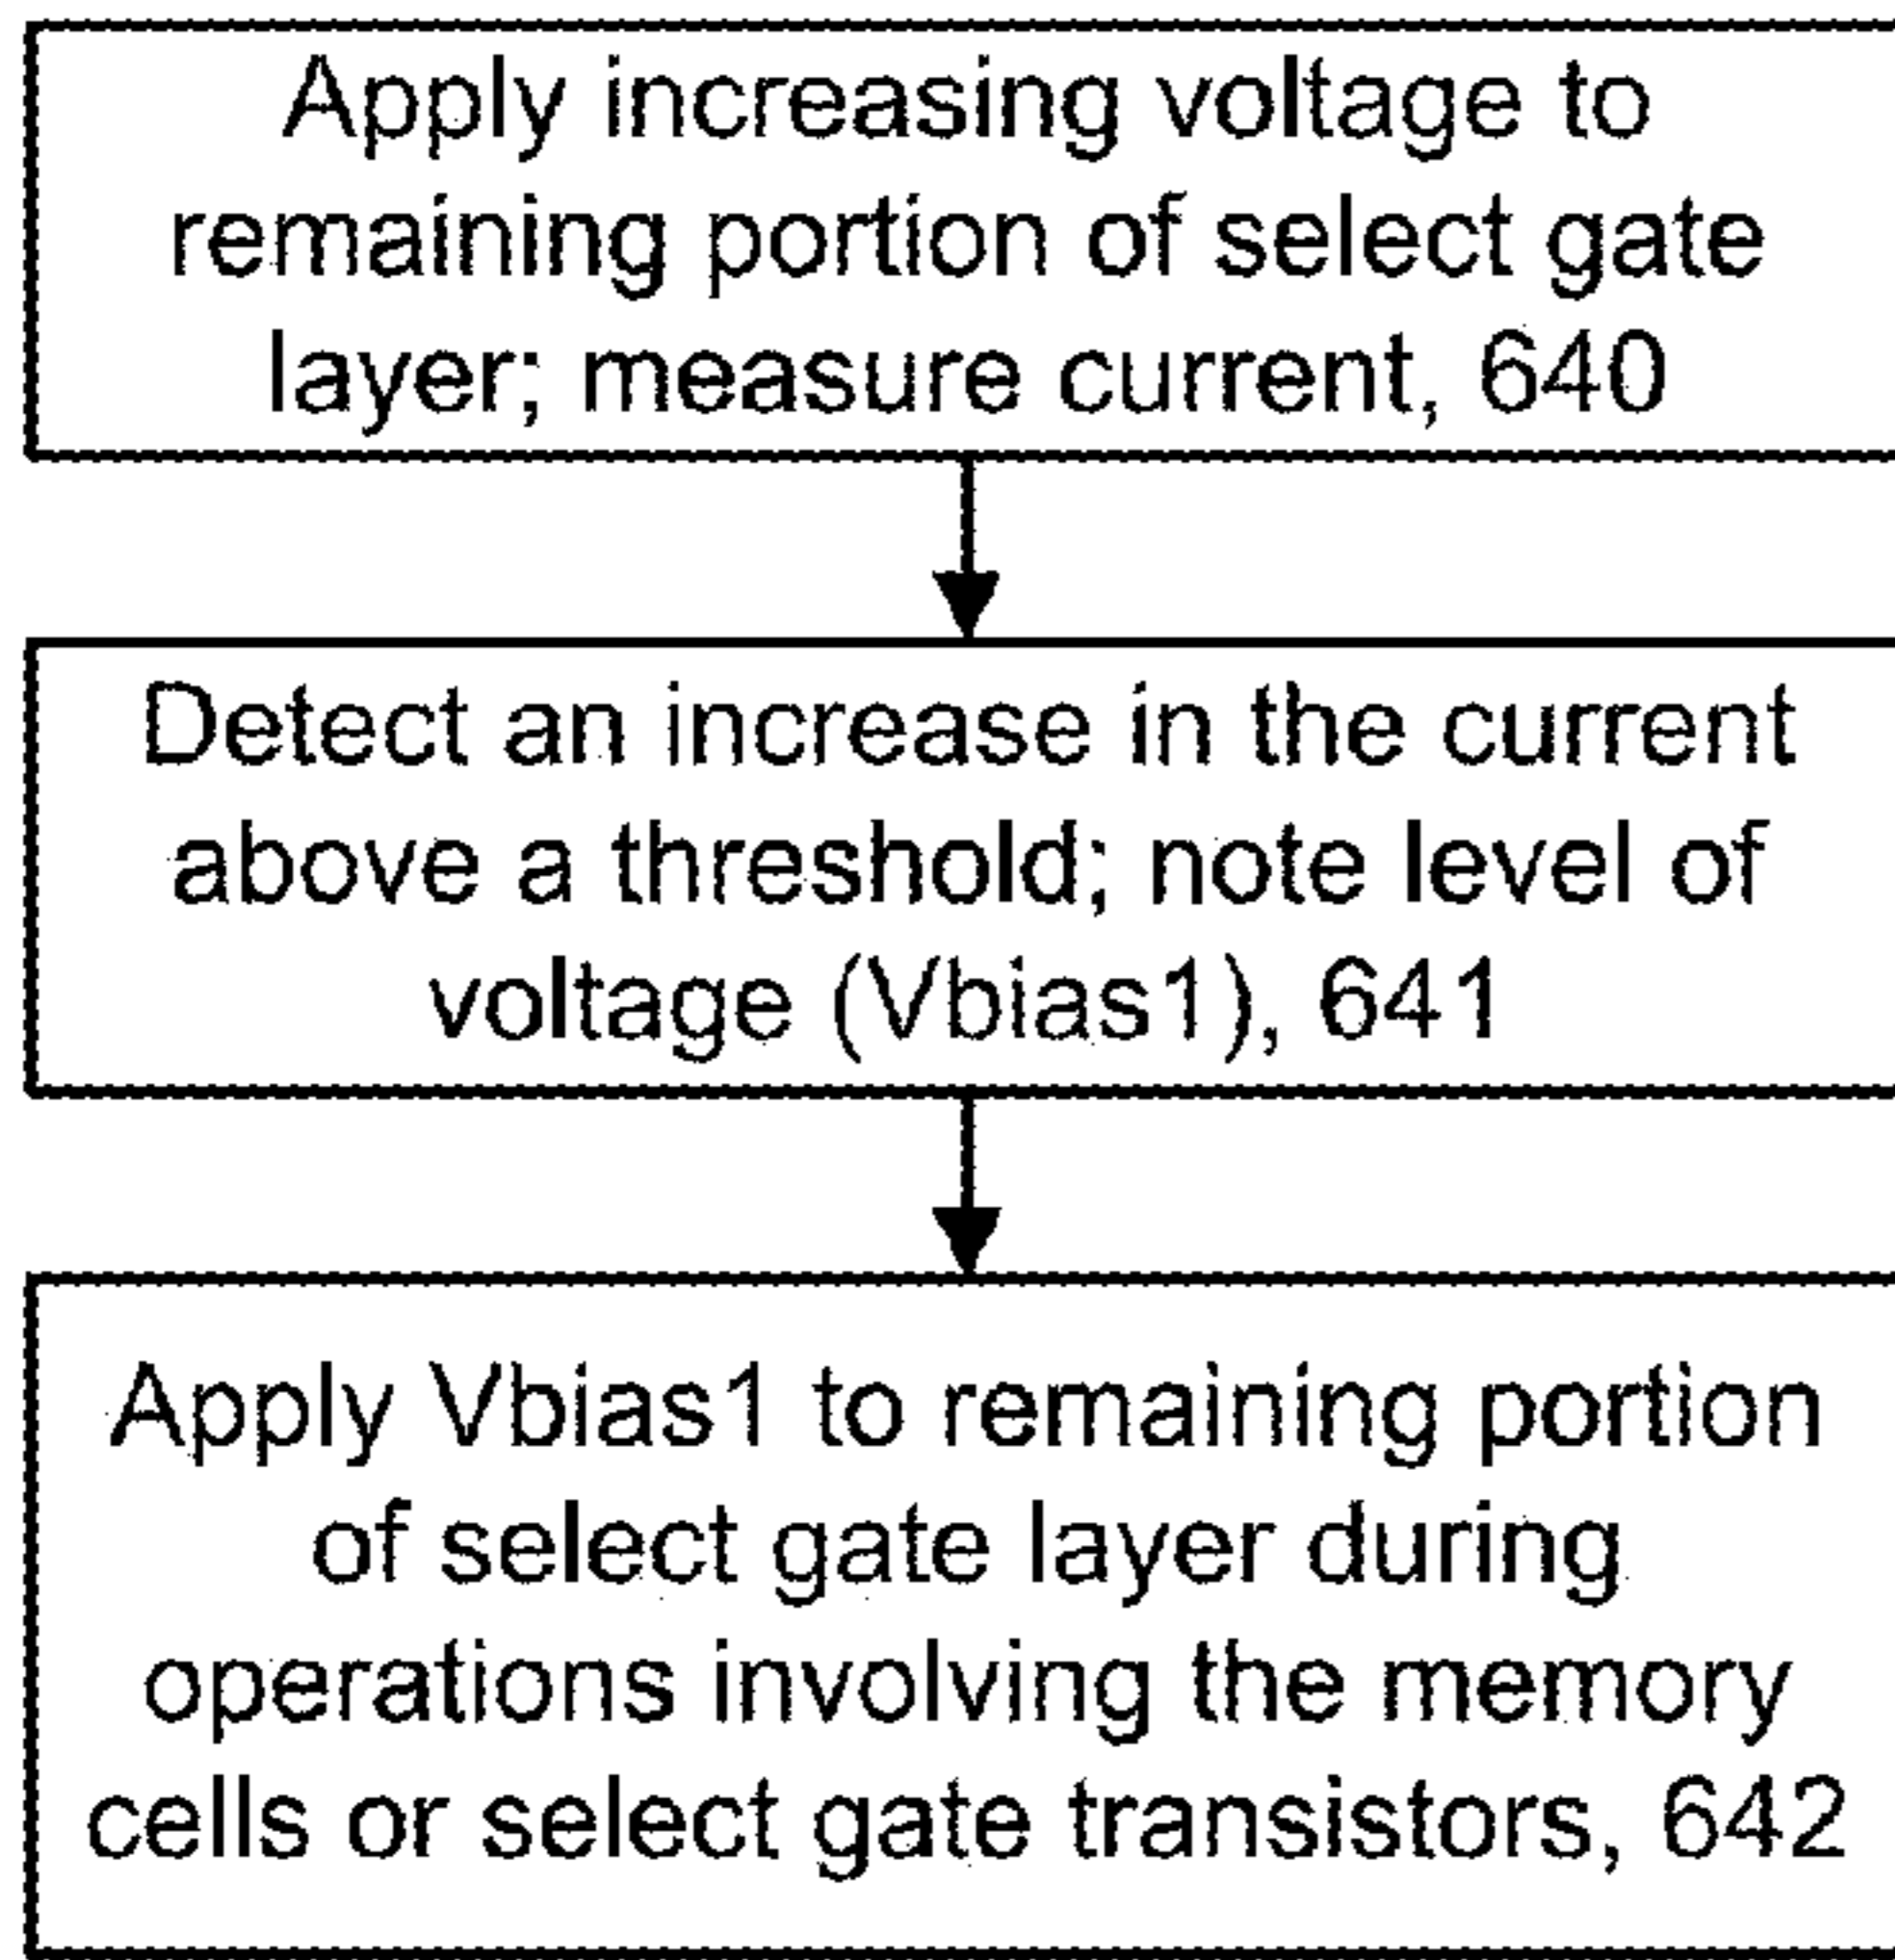 Apply increasing voltage to
remaining portion of select gate
layer; measure current, 640
Detect an increase in the current
above a threshold; note level of
voltage (Vbias1), 641
Apply Vbias1 to remaining portion
of select gate layer during
operations involving the memory
cells or select gate transistors, 642